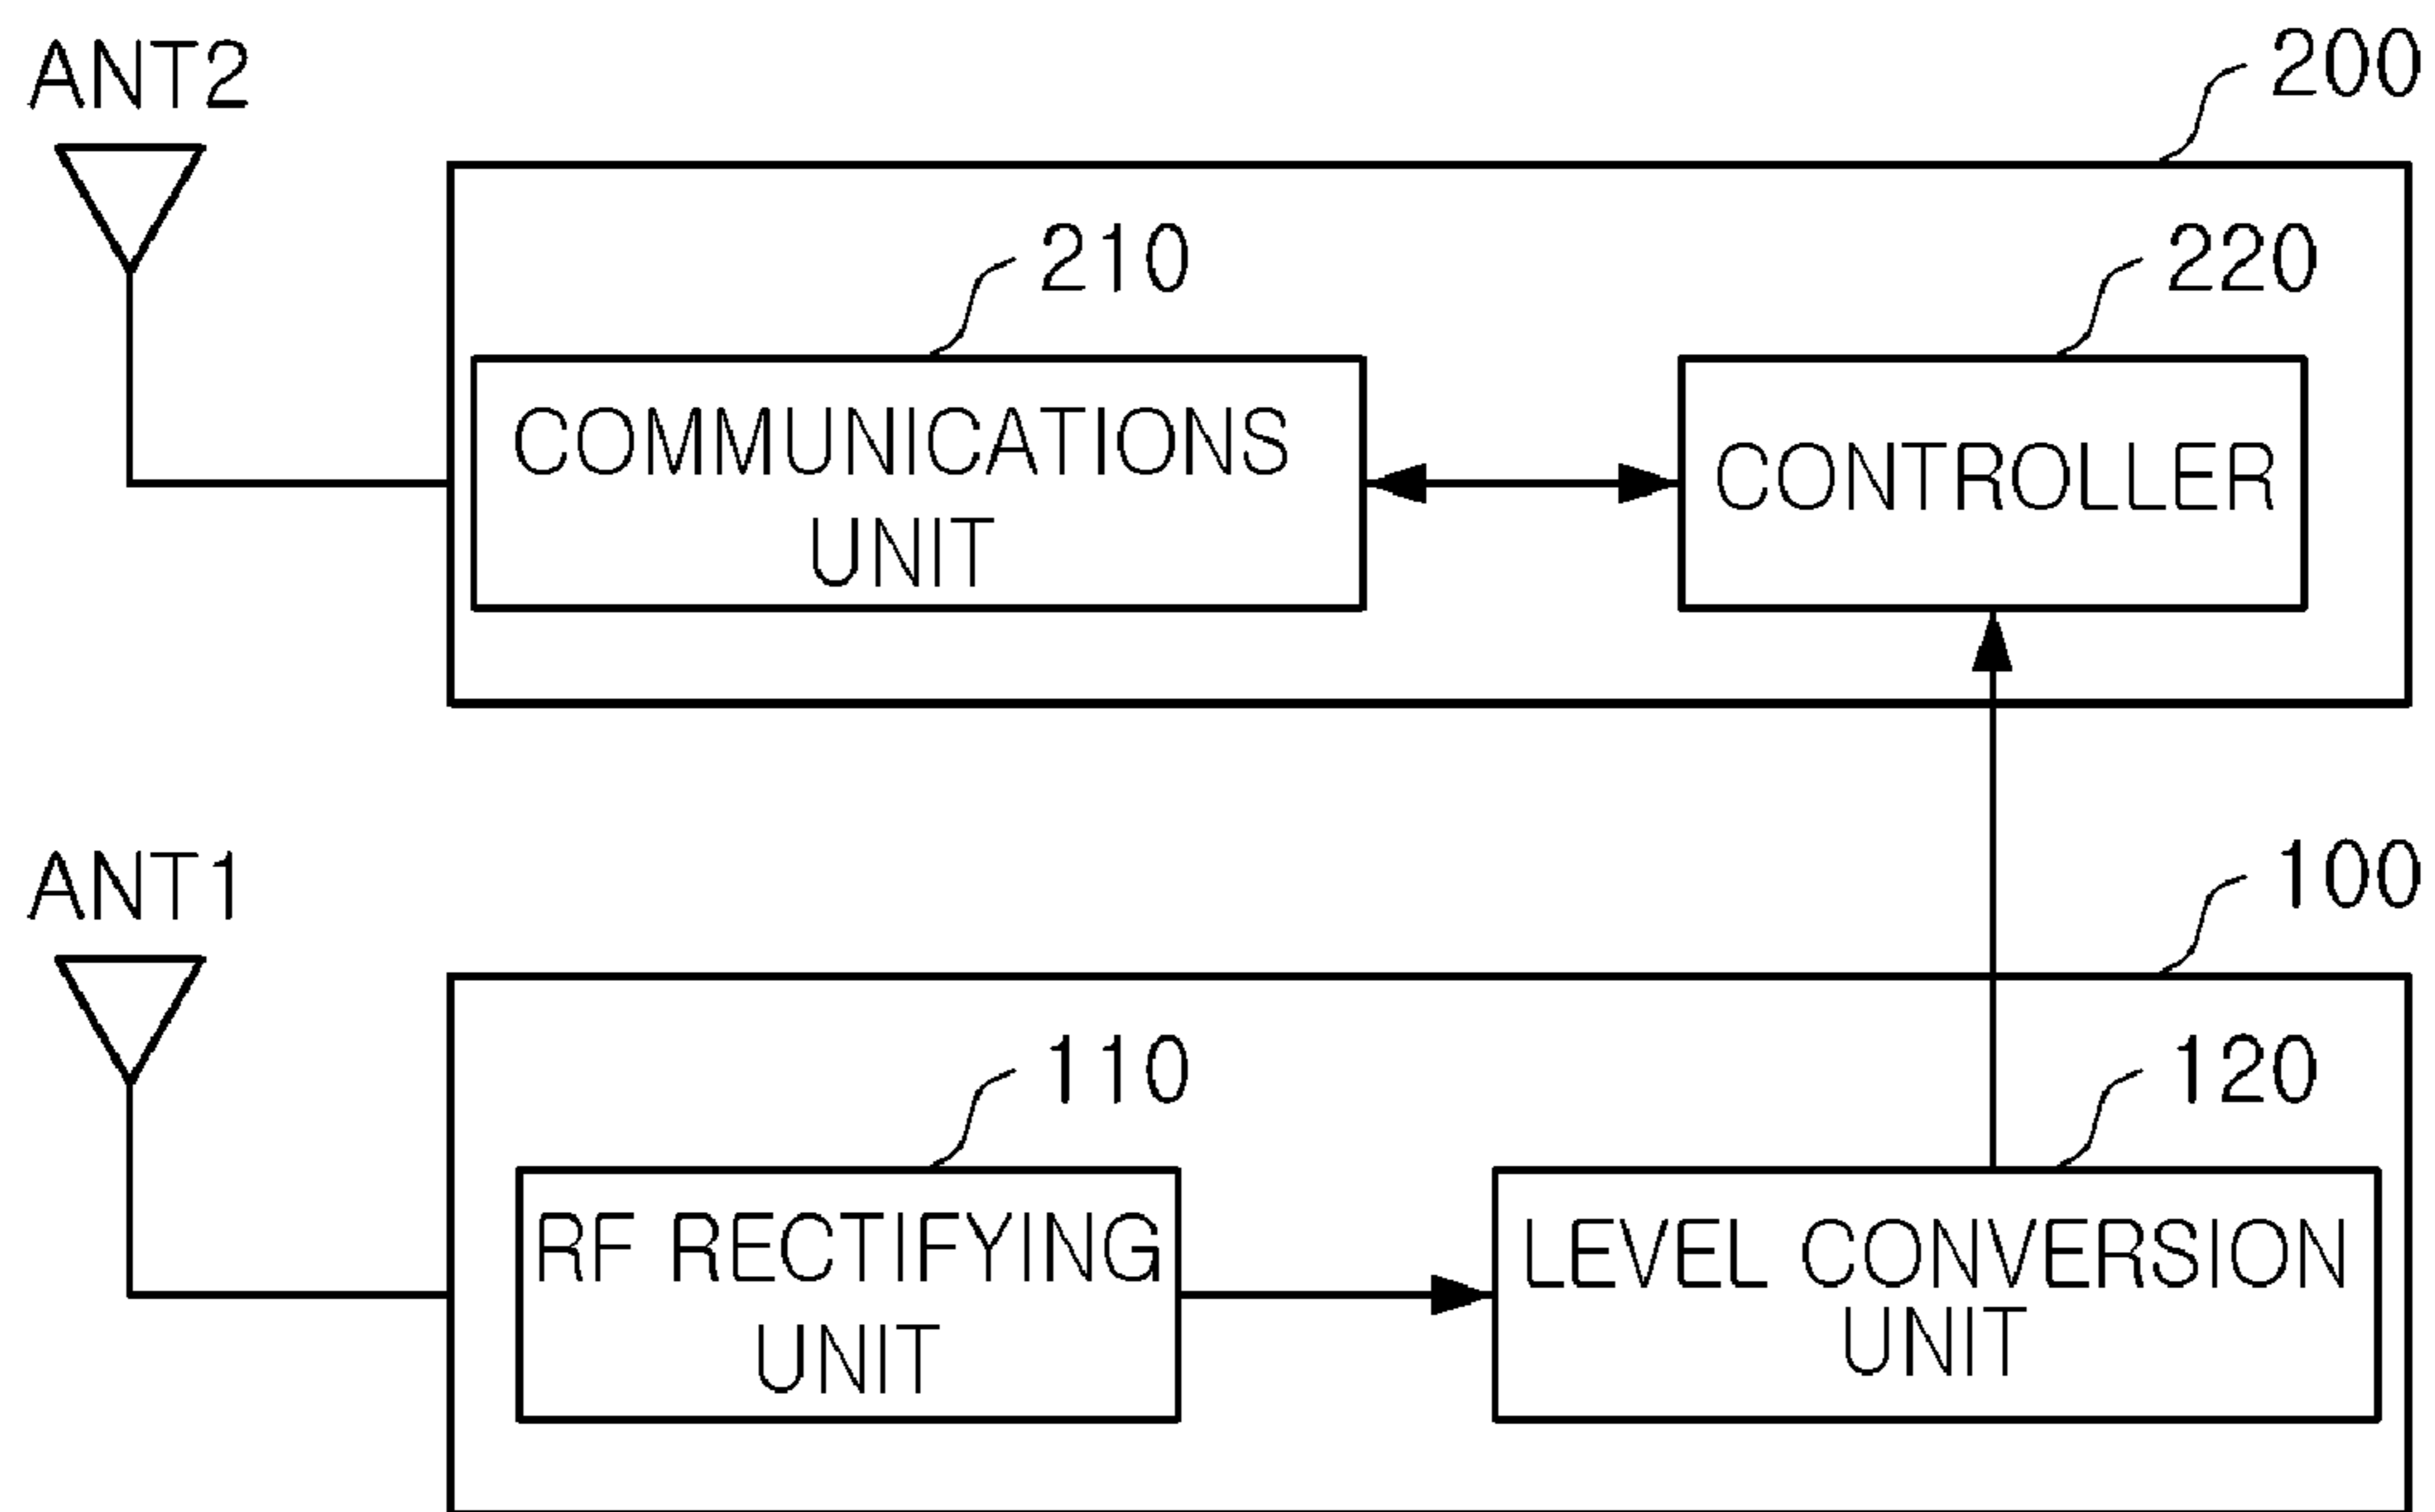 ANT2
200
210
220
COMMUNICATIONS
UNIT
CONTROLLER
ANT1
100
110
120
RF RECTIFYING
UNIT
LEVEL CONVERSION
UNIT